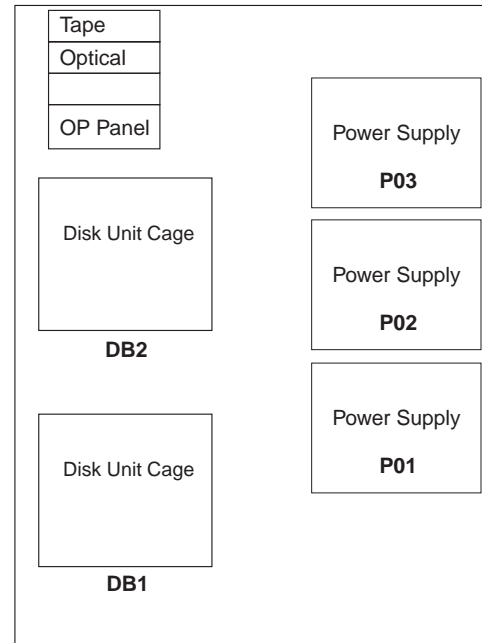 Tape
Optical
OP Panel
Power Supply
P03
Disk Unit Cage
DB2
Power Supply
P02
Power Supply
P01
Disk Unit Cage
DB1